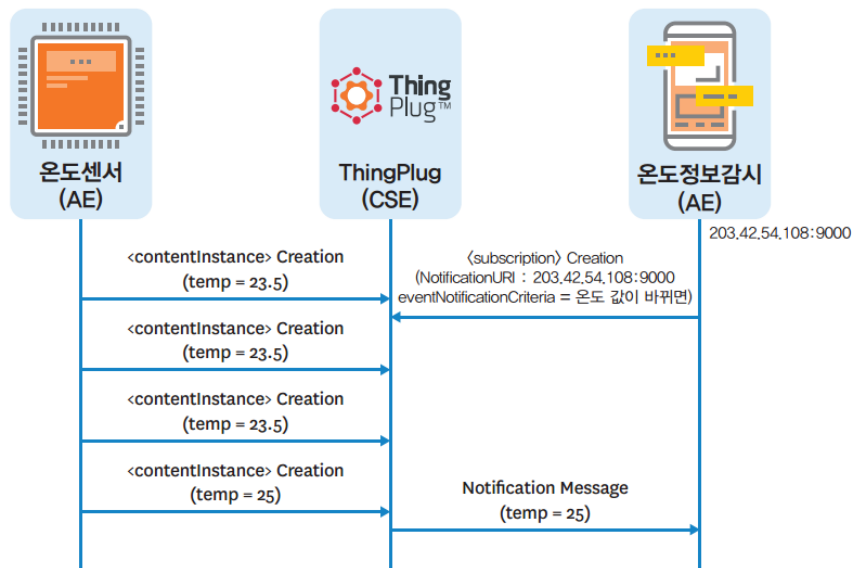 Thing
Plug™
온도센서
(AE)
ThingPlug
(CSE)
온도정보감시
(AE)
203.42.54.108:9000
<contentInstance> Creation
(temp = 23.5)
〈subscription〉 Creation
(NotificationURI : 203.42.54.108:9000
eventNotificationCriteria = 온도 값이 바뀌면)
<contentInstance> Creation
(temp = 23.5)
<contentInstance> Creation
(temp = 23.5)
<contentInstance> Creation
(temp = 25)
Notification Message
(temp = 25)